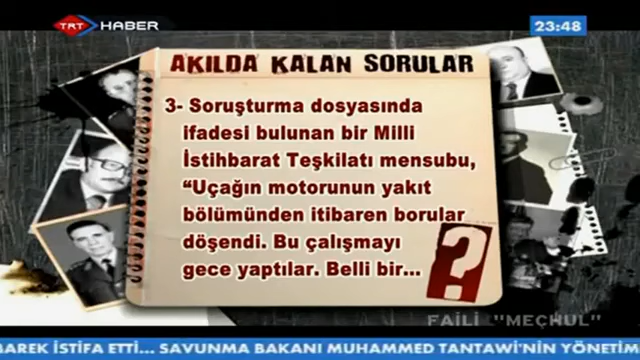 TRT HABER
23:48
AKILDA KALAN SORULAR
3- Soruşturma dosyasında
ifadesi bulunan bir Milli
İstihbarat Teşkilatı mensubu,
“Uçağın motorunun yakıt
bölümünden itibaren borular
döşendi. Bu çalışmayı
gece yaptılar. Belli bir...
?
FAİLİ "MEÇHUL"
AREK İSTİFA ETTİ... SAVUNMA BAKANI MUHAMMED TANTAWİ'NİN YÖNETİM